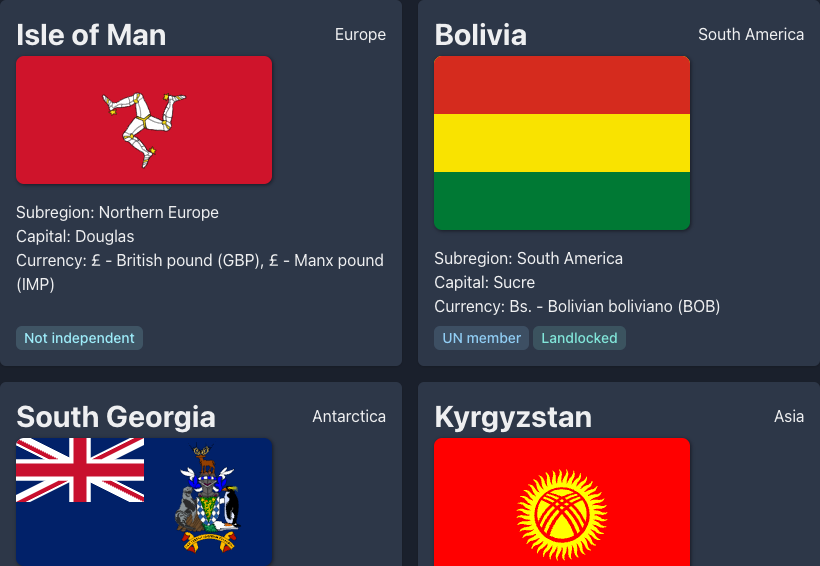 Isle of Man
Europe
Subregion: Northern Europe
Capital: Douglas
Currency: £ - British pound (GBP), £ - Manx pound
(IMP)
Not independent
Bolivia
South America
Subregion: South America
Capital: Sucre
Currency: Bs. - Bolivian boliviano (BOB)
UN member
Landlocked
South Georgia
Antarctica
Kyrgyzstan
Asia